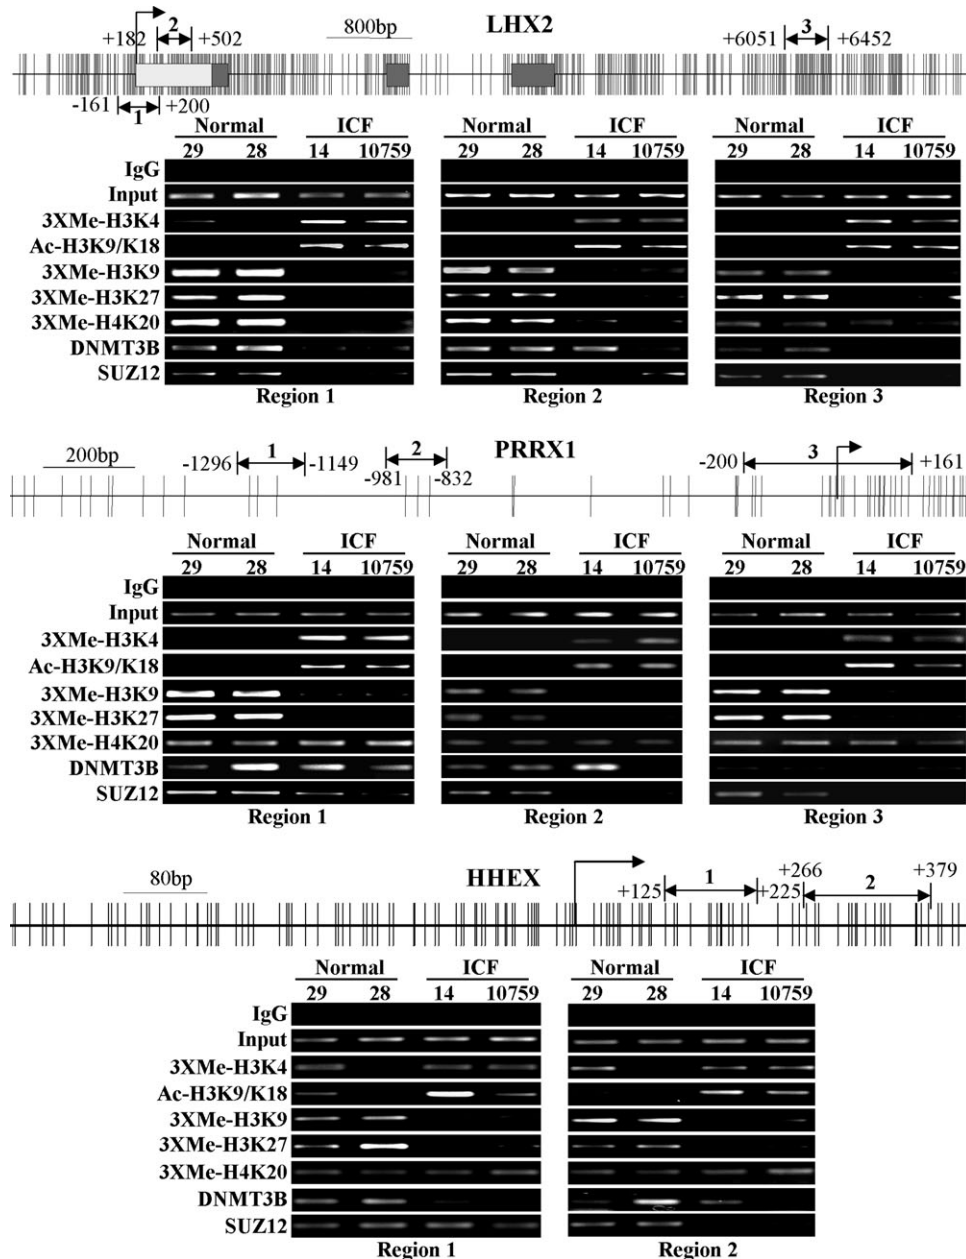 LHX2
+182 2 +502 800bp +6051 3 +6452
-161 1 +200
Normal ICF Normal ICF Normal ICF
29 28 14 10759 29 28 14 10759 29 28 14 10759
IgG
Input
3XMe-H3K4
Ac-H3K9/K18
3XMe-H3K9
3XMe-H3K27
3XMe-H4K20
DNMT3B
SUZ12
Region 1 Region 2 Region 3
PRRX1
200bp -1296 1 -1149 -981 2 -832 -200 3 +161
Normal ICF Normal ICF Normal ICF
29 28 14 10759 29 28 14 10759 29 28 14 10759
IgG
Input
3XMe-H3K4
Ac-H3K9/K18
3XMe-H3K9
3XMe-H3K27
3XMe-H4K20
DNMT3B
SUZ12
Region 1 Region 2 Region 3
HHEX
80bp +125 1 +225 +266 2 +379
Normal ICF Normal ICF
29 28 14 10759 29 28 14 10759
IgG
Input
3XMe-H3K4
Ac-H3K9/K18
3XMe-H3K9
3XMe-H3K27
3XMe-H4K20
DNMT3B
SUZ12
Region 1 Region 2